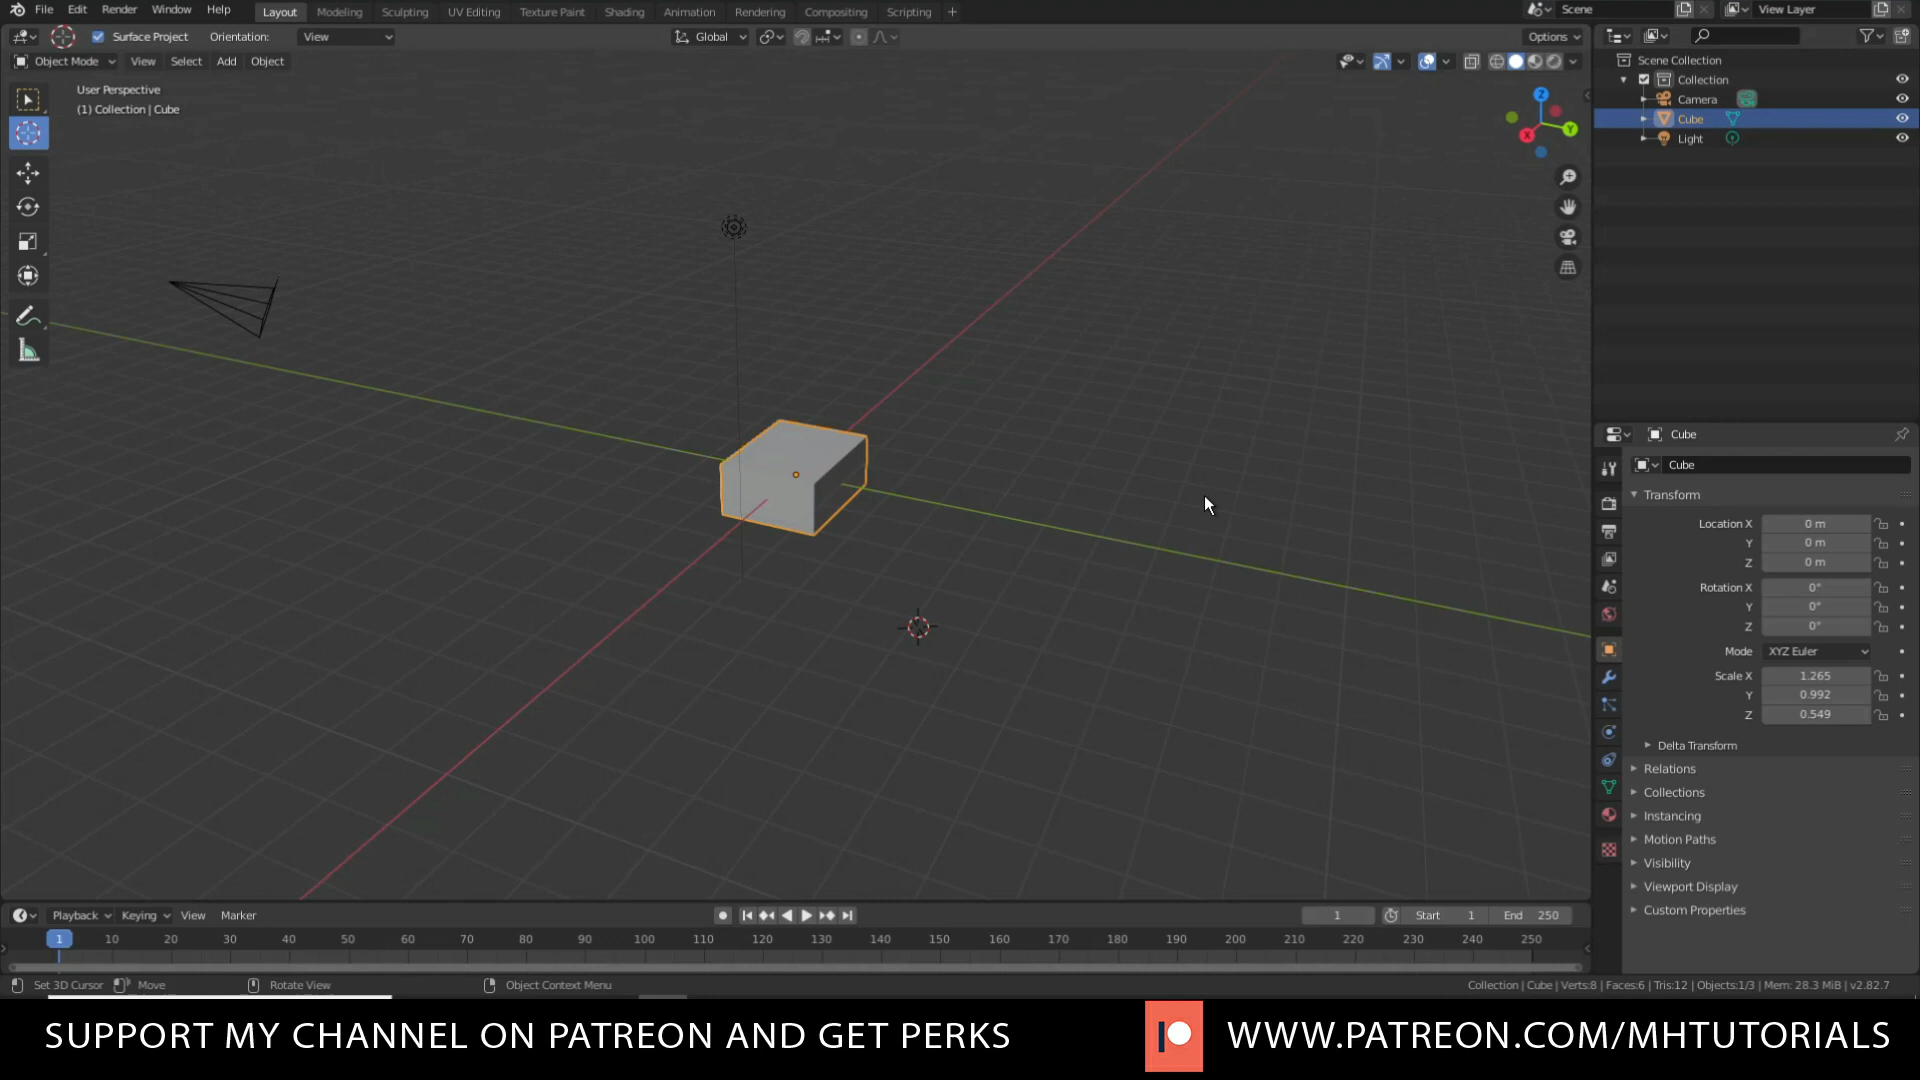 File Edit Render Window Help Layout Modeling Sculpting UV Editing Texture Paint Shading Animation Rendering Compositing Scripting + Scene View Layer
Surface Project Orientation: View Global Options
Object Mode View Select Add Object
User Perspective
(1) Collection | Cube
Z
Y
X
Scene Collection
Collection
Camera
Cube
Light
Cube
Cube
Transform
Location X 0 m
Y 0 m
Z 0 m
Rotation X 0°
Y 0°
Z 0°
Mode XYZ Euler
Scale X 1.265
Y 0.992
Z 0.549
Delta Transform
Relations
Collections
Instancing
Motion Paths
Visibility
Viewport Display
Custom Properties
Playback Keying View Marker 1 Start 1 End 250
1 10 20 30 40 50 60 70 80 90 100 110 120 130 140 150 160 170 180 190 200 210 220 230 240 250
Set 3D Cursor Move Rotate View Object Context Menu Collection | Cube | Verts:8 | Faces:6 | Tris:12 | Objects:1/3 | Mem: 28.3 MiB | v2.82.7
SUPPORT MY CHANNEL ON PATREON AND GET PERKS WWW.PATREON.COM/MHTUTORIALS